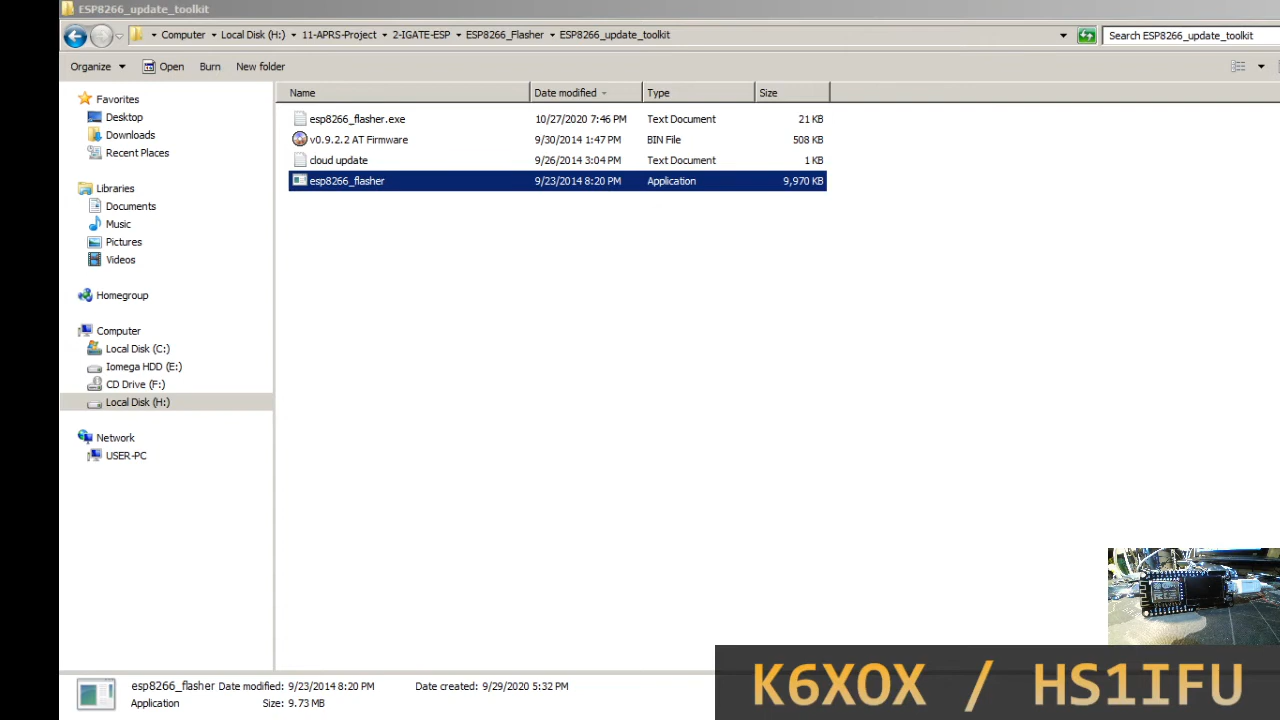 ESP8266_update_toolkit
Computer Local Disk (H:) 11-APRS-Project 2-IGATE-ESP ESP8266_Flasher ESP8266_update_toolkit Search ESP8266_update_toolkit
Organize Open Burn New folder
Name Date modified Type Size
esp8266_flasher.exe 10/27/2020 7:46 PM Text Document 21 KB
v0.9.2.2 AT Firmware 9/30/2014 1:47 PM BIN File 508 KB
cloud update 9/26/2014 3:04 PM Text Document 1 KB
esp8266_flasher 9/23/2014 8:20 PM Application 9,970 KB
Favorites
Desktop
Downloads
Recent Places
Libraries
Documents
Music
Pictures
Videos
Homegroup
Computer
Local Disk (C:)
Iomega HDD (E:)
CD Drive (F:)
Local Disk (H:)
Network
USER-PC
esp8266_flasher Date modified: 9/23/2014 8:20 PM Date created: 9/29/2020 5:32 PM
Application Size: 9.73 MB
K6XOX / HS1IFU